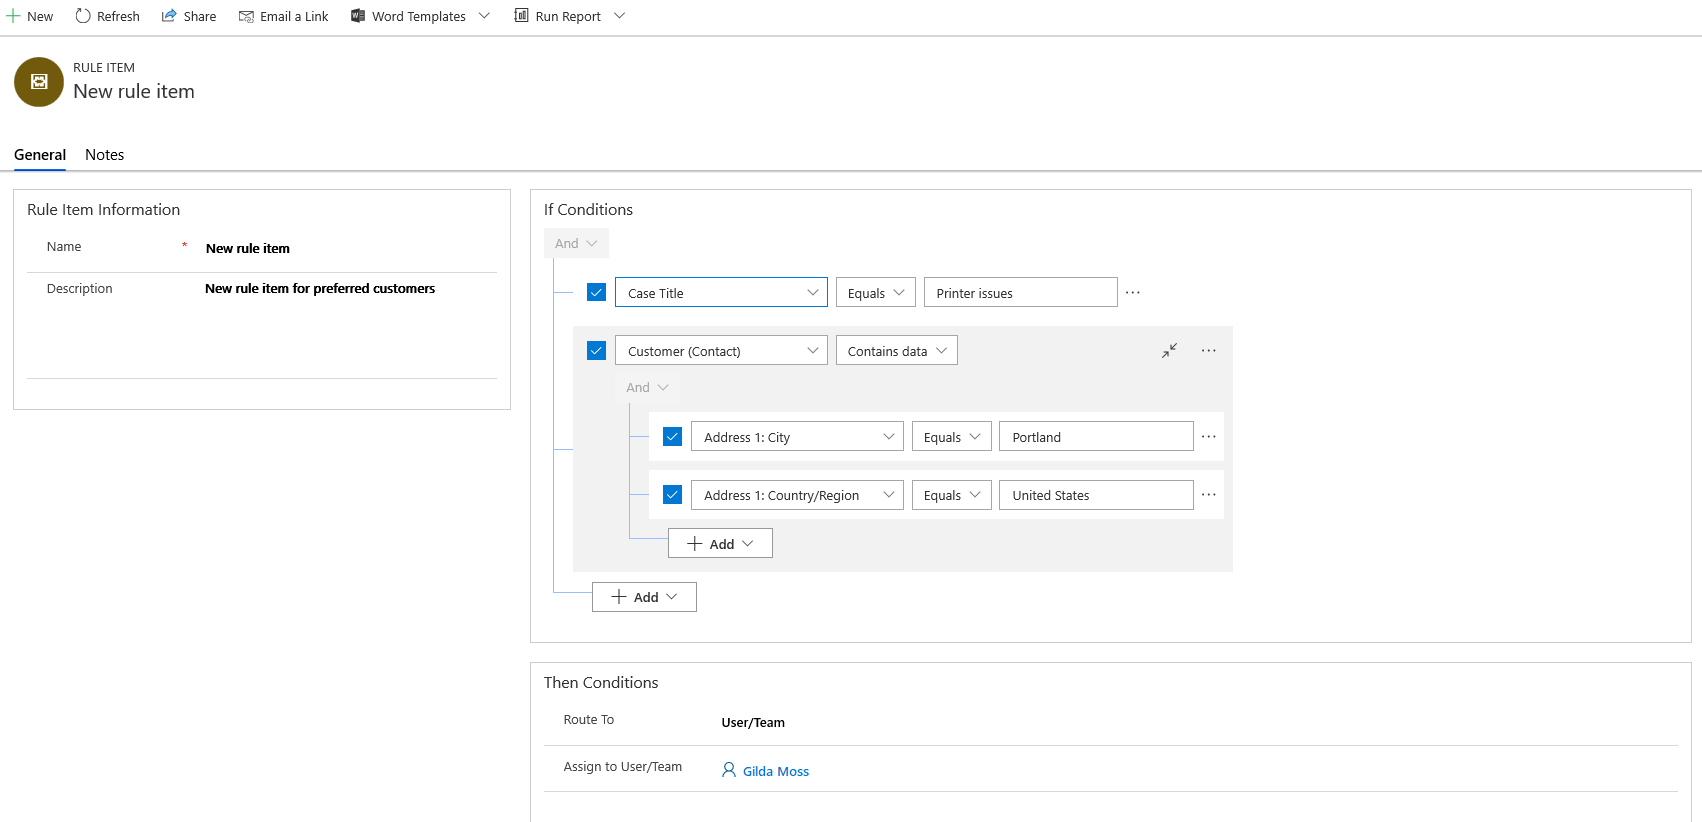 New Refresh Share Email a Link Word Templates Run Report
RULE ITEM
New rule item
General Notes
Rule Item Information
Name * New rule item
Description New rule item for preferred customers
If Conditions
And
Case Title Equals Printer issues ...
Customer (Contact) Contains data ...
And
Address 1: City Equals Portland ...
Address 1: Country/Region Equals United States ...
Add
Add
Then Conditions
Route To User/Team
Assign to User/Team Gilda Moss